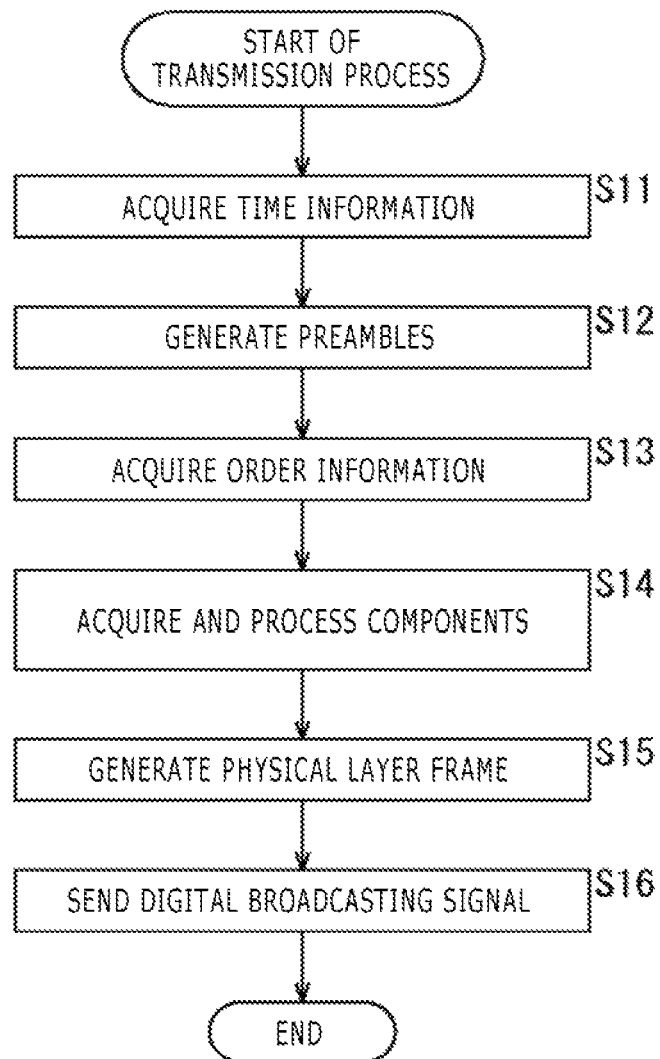 START OF
TRANSMISSION PROCESS
S11
ACQUIRE TIME INFORMATION
S12
GENERATE PREAMBLES
S13
ACQUIRE ORDER INFORMATION
S14
ACQUIRE AND PROCESS COMPONENTS
S15
GENERATE PHYSICAL LAYER FRAME
S16
SEND DIGITAL BROADCASTING SIGNAL
END